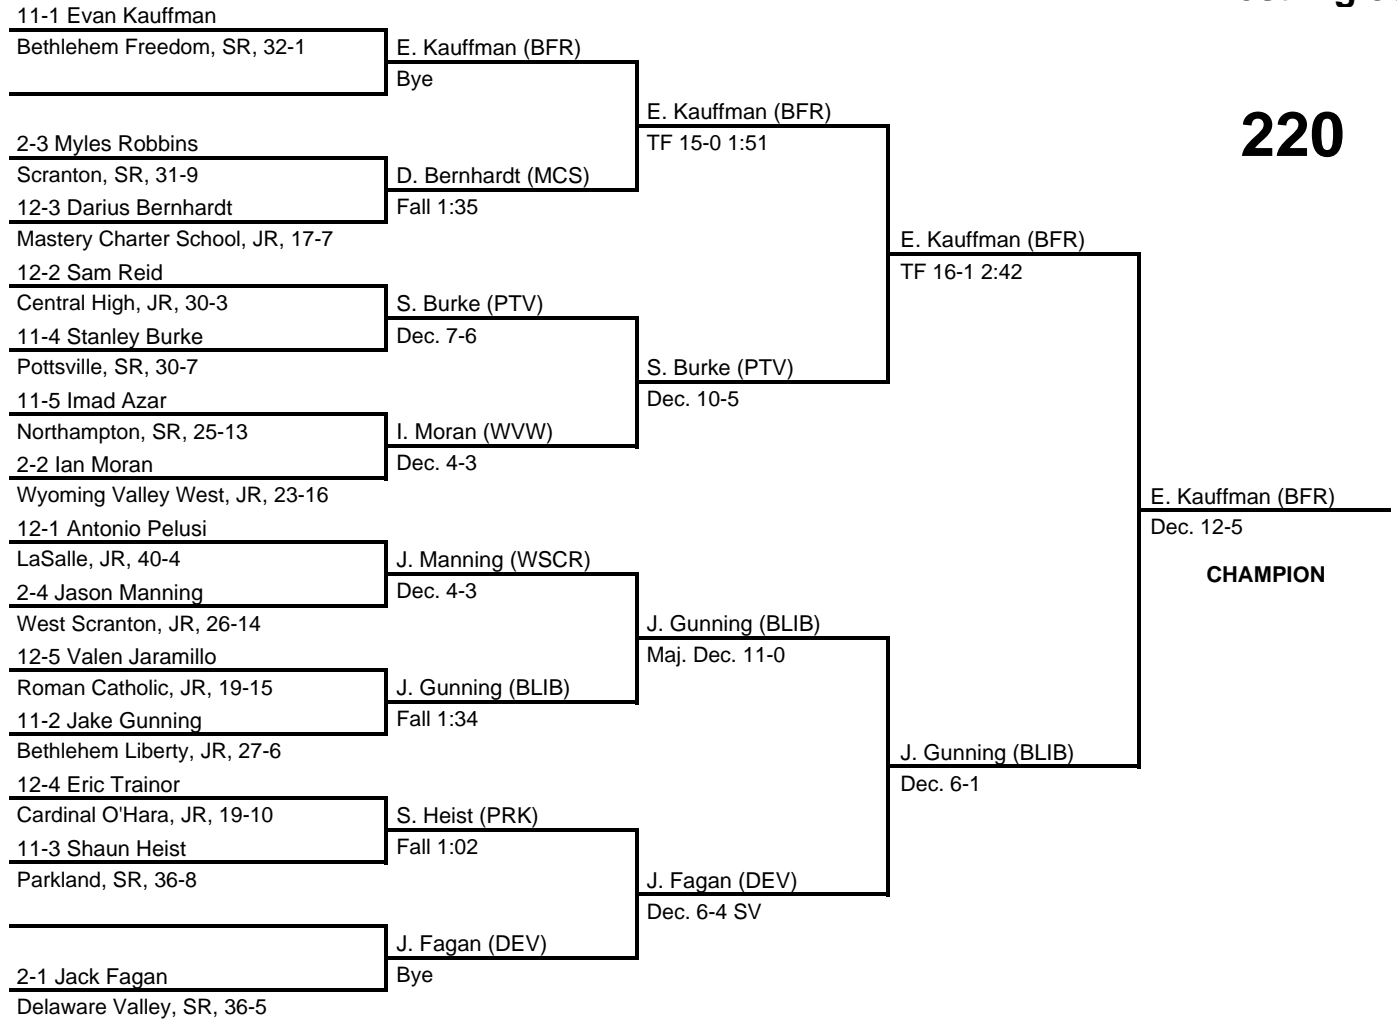 11-1 Evan Kauffman
Bethlehem Freedom, SR, 32-1
E. Kauffman (BFR)
Bye
E. Kauffman (BFR)
TF 15-0 1:51
220
2-3 Myles Robbins
Scranton, SR, 31-9
D. Bernhardt (MCS)
12-3 Darius Bernhardt
Fall 1:35
Mastery Charter School, JR, 17-7
E. Kauffman (BFR)
12-2 Sam Reid
TF 16-1 2:42
Central High, JR, 30-3
S. Burke (PTV)
11-4 Stanley Burke
Dec. 7-6
Pottsville, SR, 30-7
S. Burke (PTV)
11-5 Imad Azar
Dec. 10-5
Northampton, SR, 25-13
I. Moran (WVW)
2-2 Ian Moran
Dec. 4-3
Wyoming Valley West, JR, 23-16
E. Kauffman (BFR)
12-1 Antonio Pelusi
Dec. 12-5
LaSalle, JR, 40-4
J. Manning (WSCR)
CHAMPION
2-4 Jason Manning
Dec. 4-3
West Scranton, JR, 26-14
J. Gunning (BLIB)
12-5 Valen Jaramillo
Maj. Dec. 11-0
Roman Catholic, JR, 19-15
J. Gunning (BLIB)
11-2 Jake Gunning
Fall 1:34
Bethlehem Liberty, JR, 27-6
J. Gunning (BLIB)
12-4 Eric Trainor
Dec. 6-1
Cardinal O'Hara, JR, 19-10
S. Heist (PRK)
11-3 Shaun Heist
Fall 1:02
Parkland, SR, 36-8
J. Fagan (DEV)
Dec. 6-4 SV
J. Fagan (DEV)
2-1 Jack Fagan
Bye
Delaware Valley, SR, 36-5